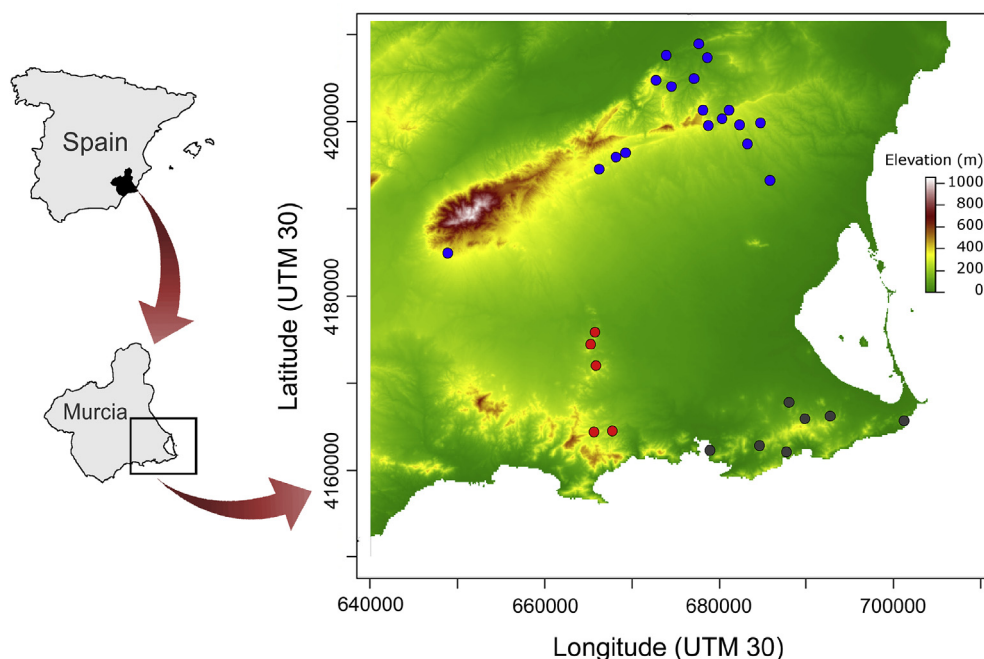 Spain
Murcia
Latitude (UTM 30)
4200000
4180000
4160000
Elevation (m)
1000
800
600
400
200
0
640000
660000
680000
700000
Longitude (UTM 30)